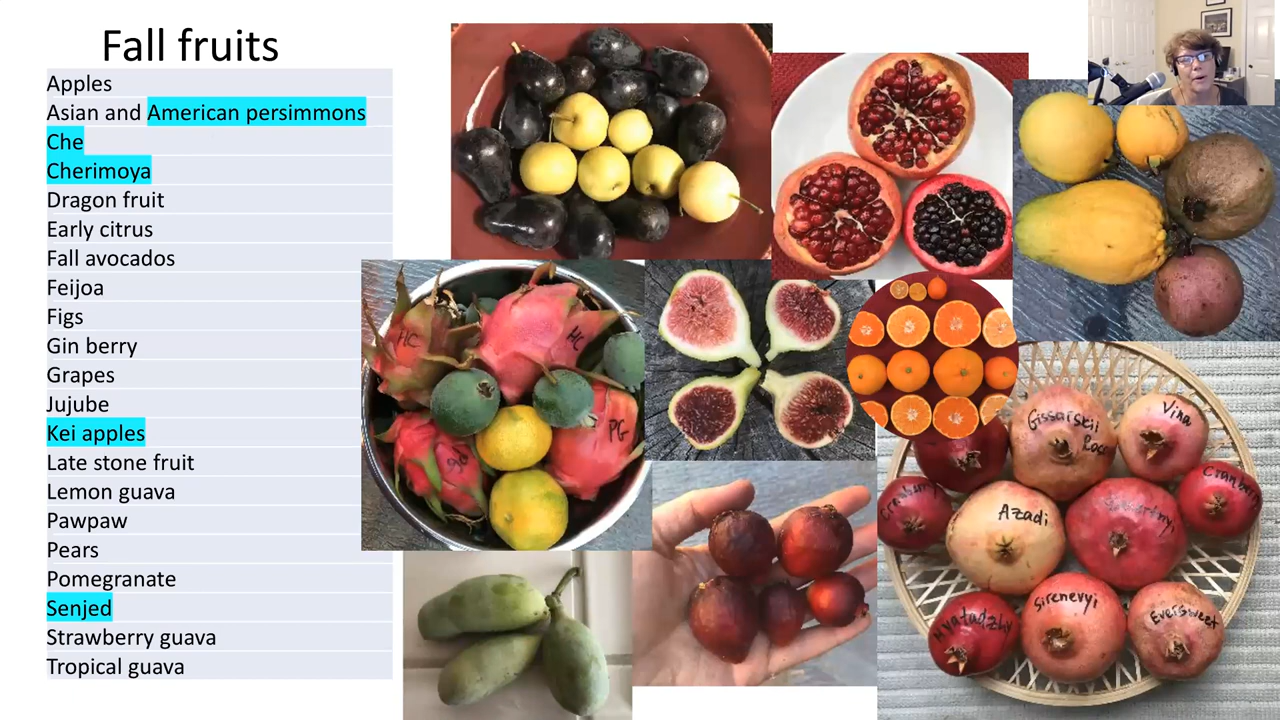 Fall fruits
Apples
Asian and American persimmons
Che
Cherimoya
Dragon fruit
Early citrus
Fall avocados
Feijoa
Figs
Gin berry
Grapes
Jujube
Kei apples
Late stone fruit
Lemon guava
Pawpaw
Pears
Pomegranate
Senjed
Strawberry guava
Tropical guava
HC
HC
PG
Gissarskii
Vina
Cranberry
Azadi
Sirenevyi
Eversweet